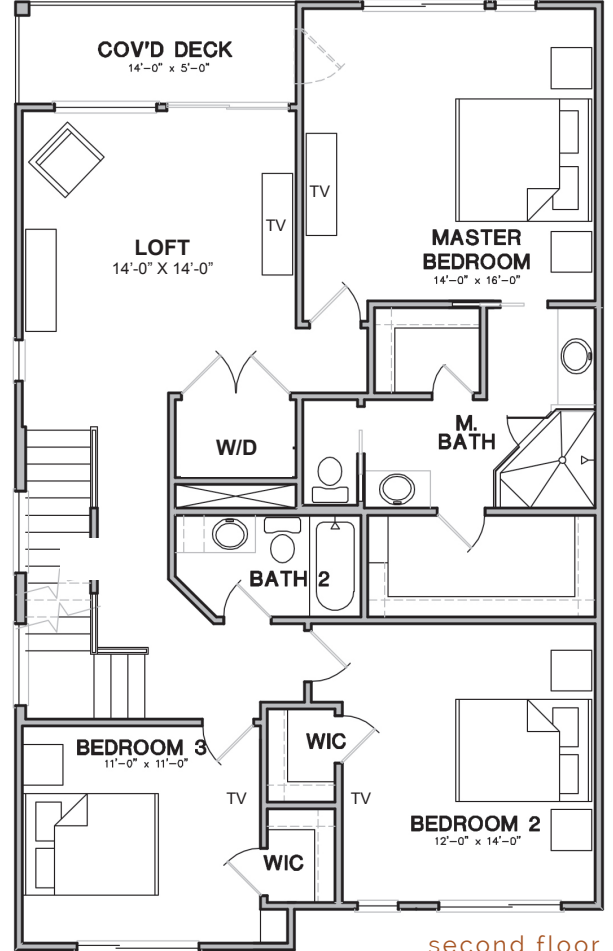 COV'D DECK
14'-0" x 5'-0"
TV
TV
LOFT
14'-0" X 14'-0"
MASTER
BEDROOM
14'-0" x 16'-0"
M.
BATH
W/D
BATH 2
WIC
BEDROOM 3
11'-0" x 11'-0"
TV
TV
BEDROOM 2
12'-0" x 14'-0"
WIC
second floor